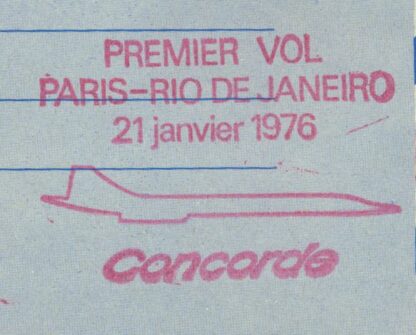 PREMIER VOL
PARIS-RIO DE JANEIRO
21 janvier 1976
Concorde